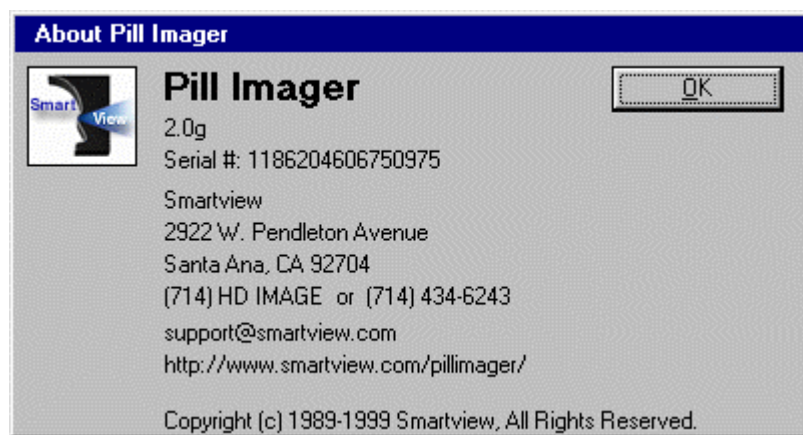 About Pill Imager
Smart
View
Pill Imager
OK
2.0g
Serial #: 1186204606750975
Smartview
2922 W. Pendleton Avenue
Santa Ana, CA 92704
(714) HD IMAGE or (714) 434-6243
support@smartview.com
http://www.smartview.com/pillimager/
Copyright (c) 1989-1999 Smartview, All Rights Reserved.